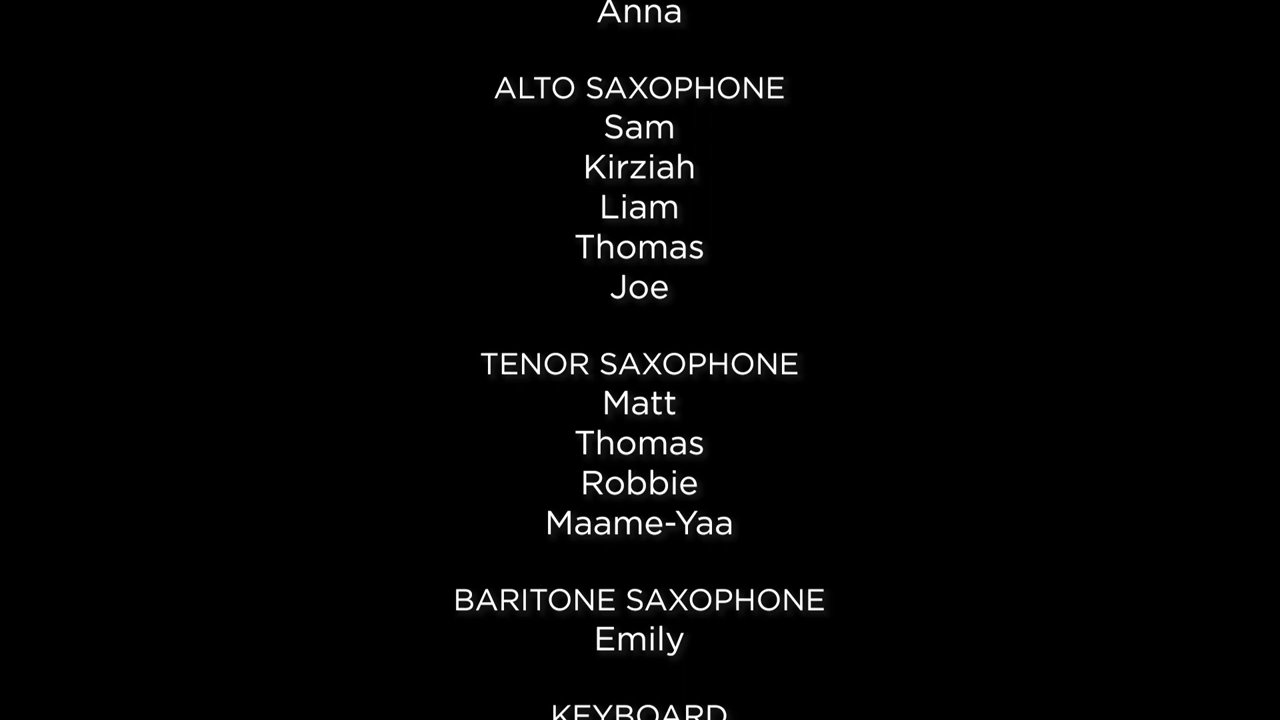 Anna
ALTO SAXOPHONE
Sam
Kirziah
Liam
Thomas
Joe
TENOR SAXOPHONE
Matt
Thomas
Robbie
Maame-Yaa
BARITONE SAXOPHONE
Emily
KEYBOARD